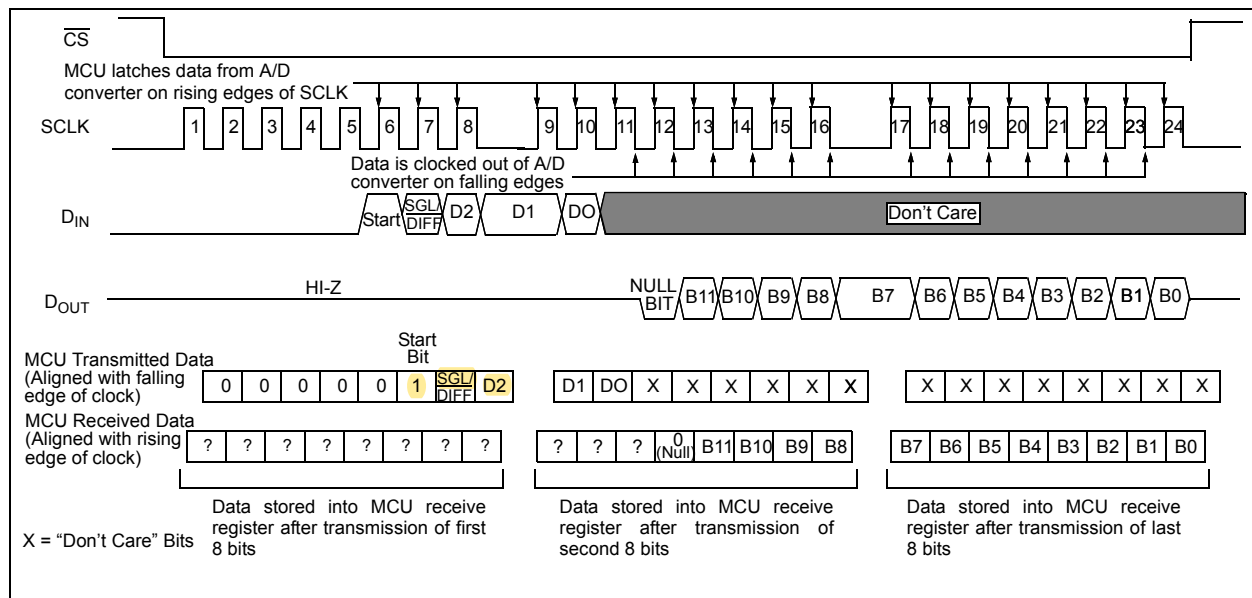 CS
MCU latches data from A/D
converter on rising edges of SCLK
SCLK
1 2 3 4 5 6 7 8 9 10 11 12 13 14 15 16 17 18 19 20 21 22 23 24
Data is clocked out of A/D
converter on falling edges
DIN
Start SGL/DIFF D2 D1 DO Don't Care
HI-Z
DOUT
NULL BIT B11 B10 B9 B8 B7 B6 B5 B4 B3 B2 B1 B0
Start
Bit
MCU Transmitted Data
(Aligned with falling
edge of clock)
0 0 0 0 0 1 SGL/DIFF D2 D1 DO X X X X X X X X X X X X X X
MCU Received Data
(Aligned with rising
edge of clock)
? ? ? ? ? ? ? ? ? ? ? 0 (Null) B11 B10 B9 B8 B7 B6 B5 B4 B3 B2 B1 B0
Data stored into MCU receive
register after transmission of first
8 bits
Data stored into MCU receive
register after transmission of
second 8 bits
Data stored into MCU receive
register after transmission of last
8 bits
X = “Don't Care” Bits